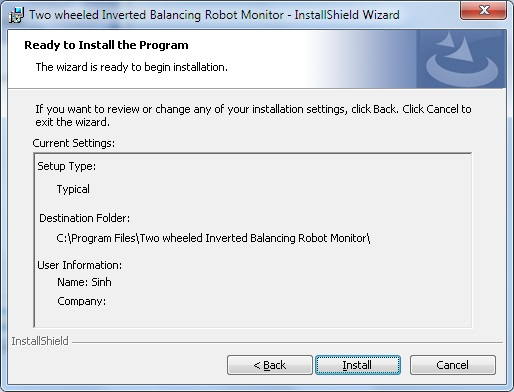 Two wheeled Inverted Balancing Robot Monitor - InstallShield Wizard
Ready to Install the Program
The wizard is ready to begin installation.
If you want to review or change any of your installation settings, click Back. Click Cancel to
exit the wizard.
Current Settings:
Setup Type:
Typical
Destination Folder:
C:\Program Files\Two wheeled Inverted Balancing Robot Monitor\
User Information:
Name: Sinh
Company:
InstallShield
< Back
Install
Cancel